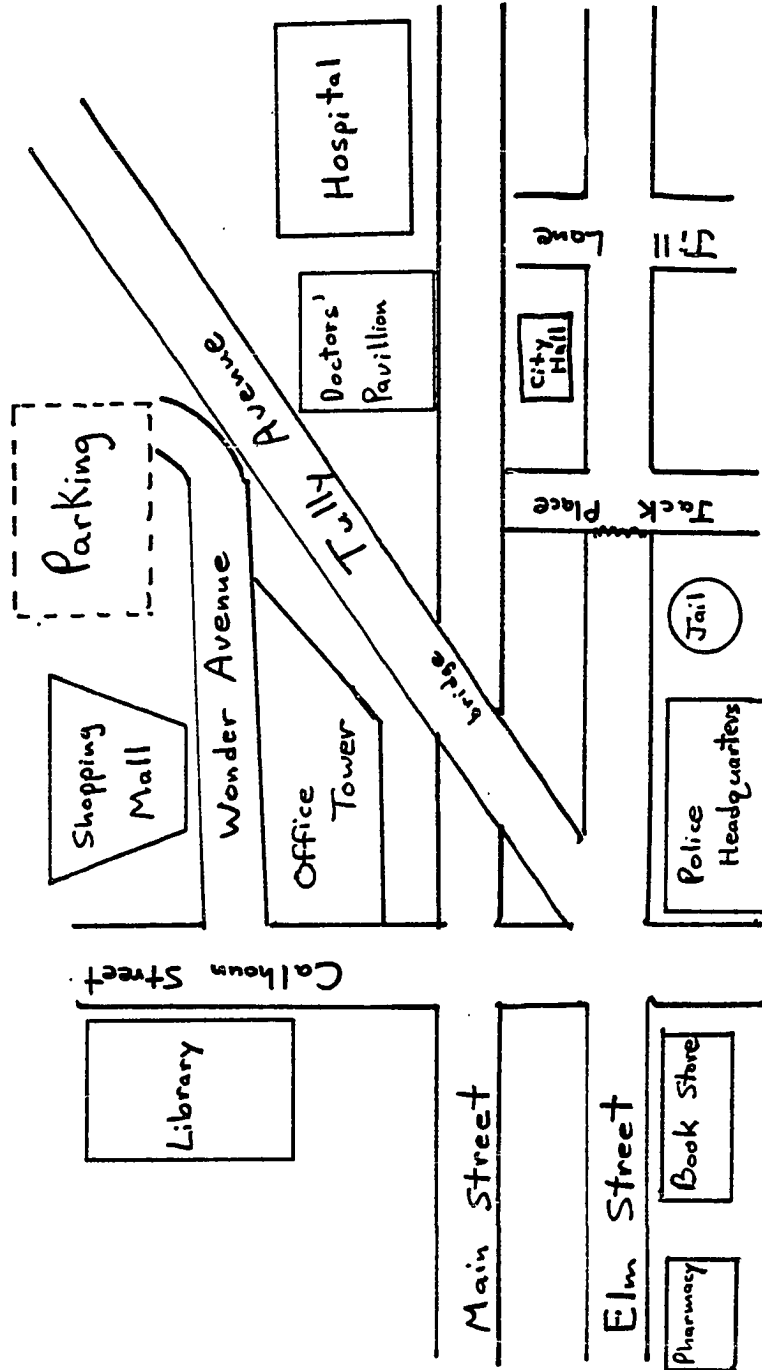 Parking
Shopping
Mall
Wonder Avenue
Tully Avenue
bridge
Office
Tower
Hospital
Doctors'
Pavillion
Calhoun Street
Library
Main Street
City
Hall
Jack Place
Jill Lane
Elm Street
Jail
Police
Headquarters
Book Store
Pharmacy